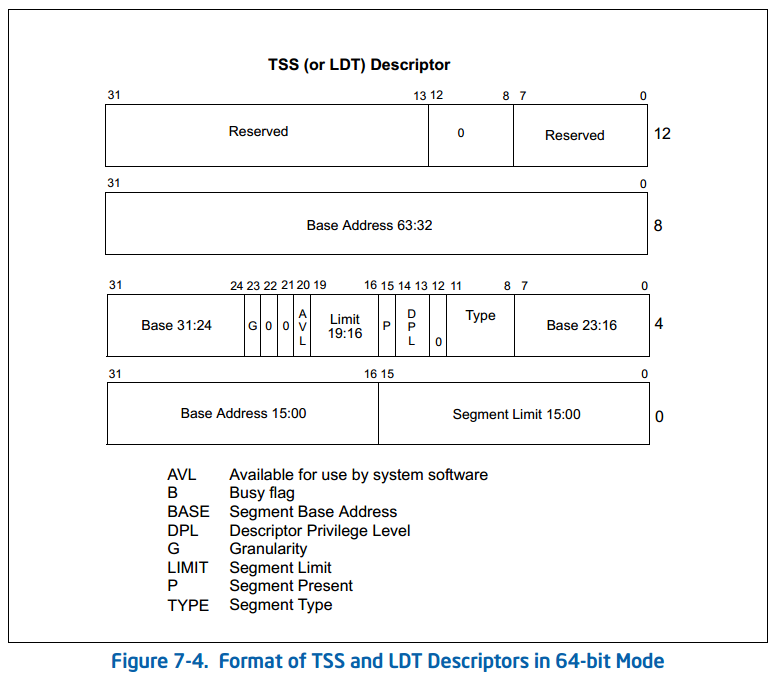 TSS (or LDT) Descriptor
31 13 12 8 7 0
Reserved 0 Reserved 12
31 0
Base Address 63:32 8
31 24 23 22 21 20 19 16 15 14 13 12 11 8 7 0
Base 31:24 G 0 0 AVL Limit 19:16 P DPL 0 Type Base 23:16 4
31 16 15 0
Base Address 15:00 Segment Limit 15:00 0
AVL Available for use by system software
B Busy flag
BASE Segment Base Address
DPL Descriptor Privilege Level
G Granularity
LIMIT Segment Limit
P Segment Present
TYPE Segment Type
Figure 7-4. Format of TSS and LDT Descriptors in 64-bit Mode